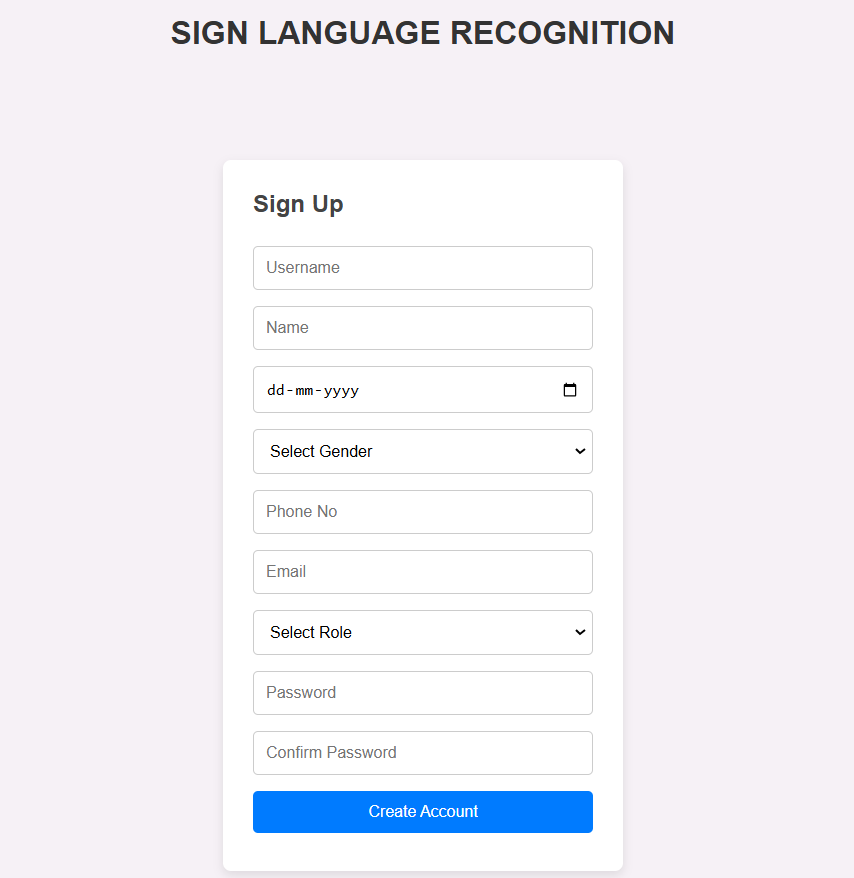 SIGN LANGUAGE RECOGNITION
Sign Up
Username
Name
dd-mm-yyyy
Select Gender
Phone No
Email
Select Role
Password
Confirm Password
Create Account